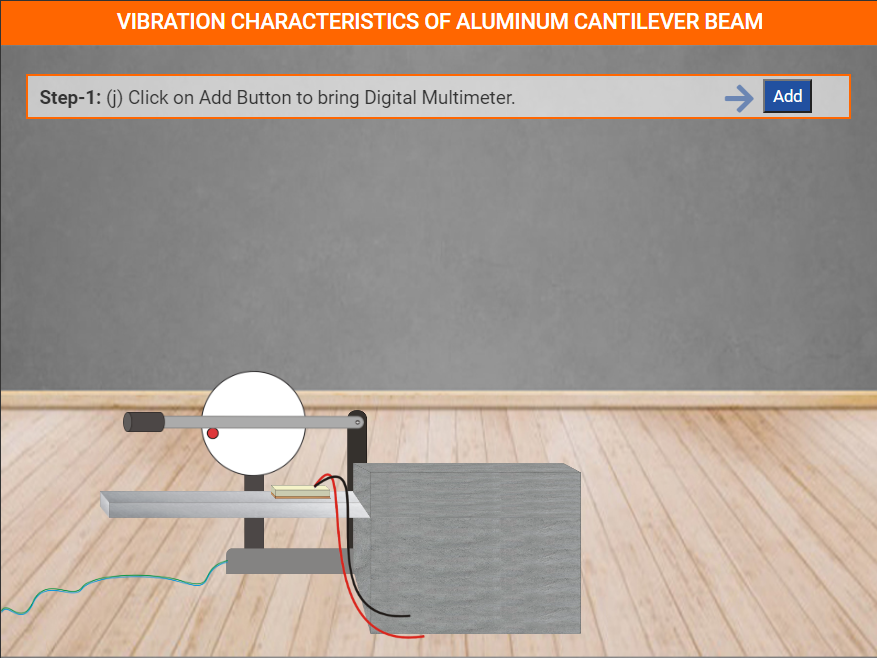 VIBRATION CHARACTERISTICS OF ALUMINUM CANTILEVER BEAM
Step-1: (j) Click on Add Button to bring Digital Multimeter.
Add